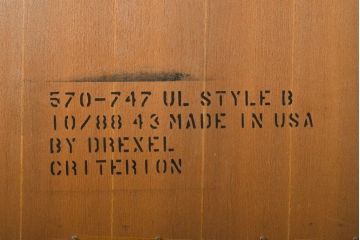 570-747 UL STYLE B
10/88 43 MADE IN USA
BY DREXEL
CRITERION